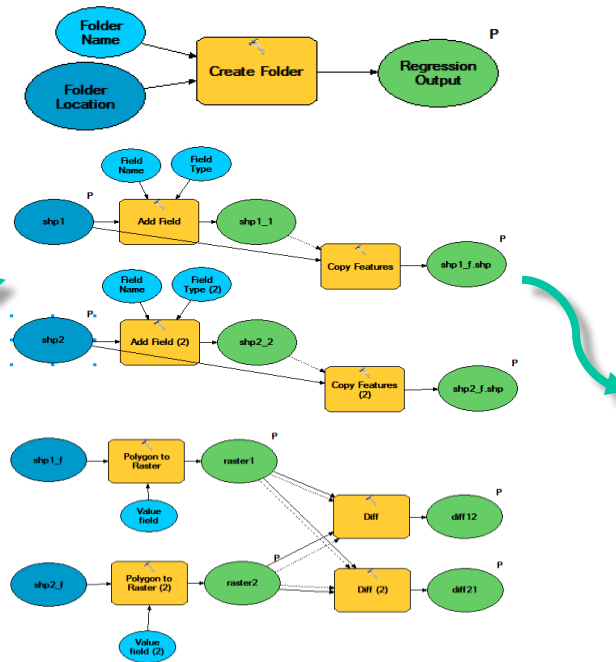 Folder
Name
P
Create Folder
Regression
Output
Folder
Location
Field
Name
Field
Type
P
shp1
Add Field
shp1_1
P
Copy Features
shp1_f.shp
Field
Name
Field
Type (2)
P
shp2
Add Field (2)
shp2_2
P
Copy Features
(2)
shp2_f.shp
P
shp1_f
Polygon to
Raster
raster1
Value
field
P
Diff
diff12
P
shp2_f
Polygon to
Raster (2)
raster2
P
Diff (2)
diff21
Value
field (2)